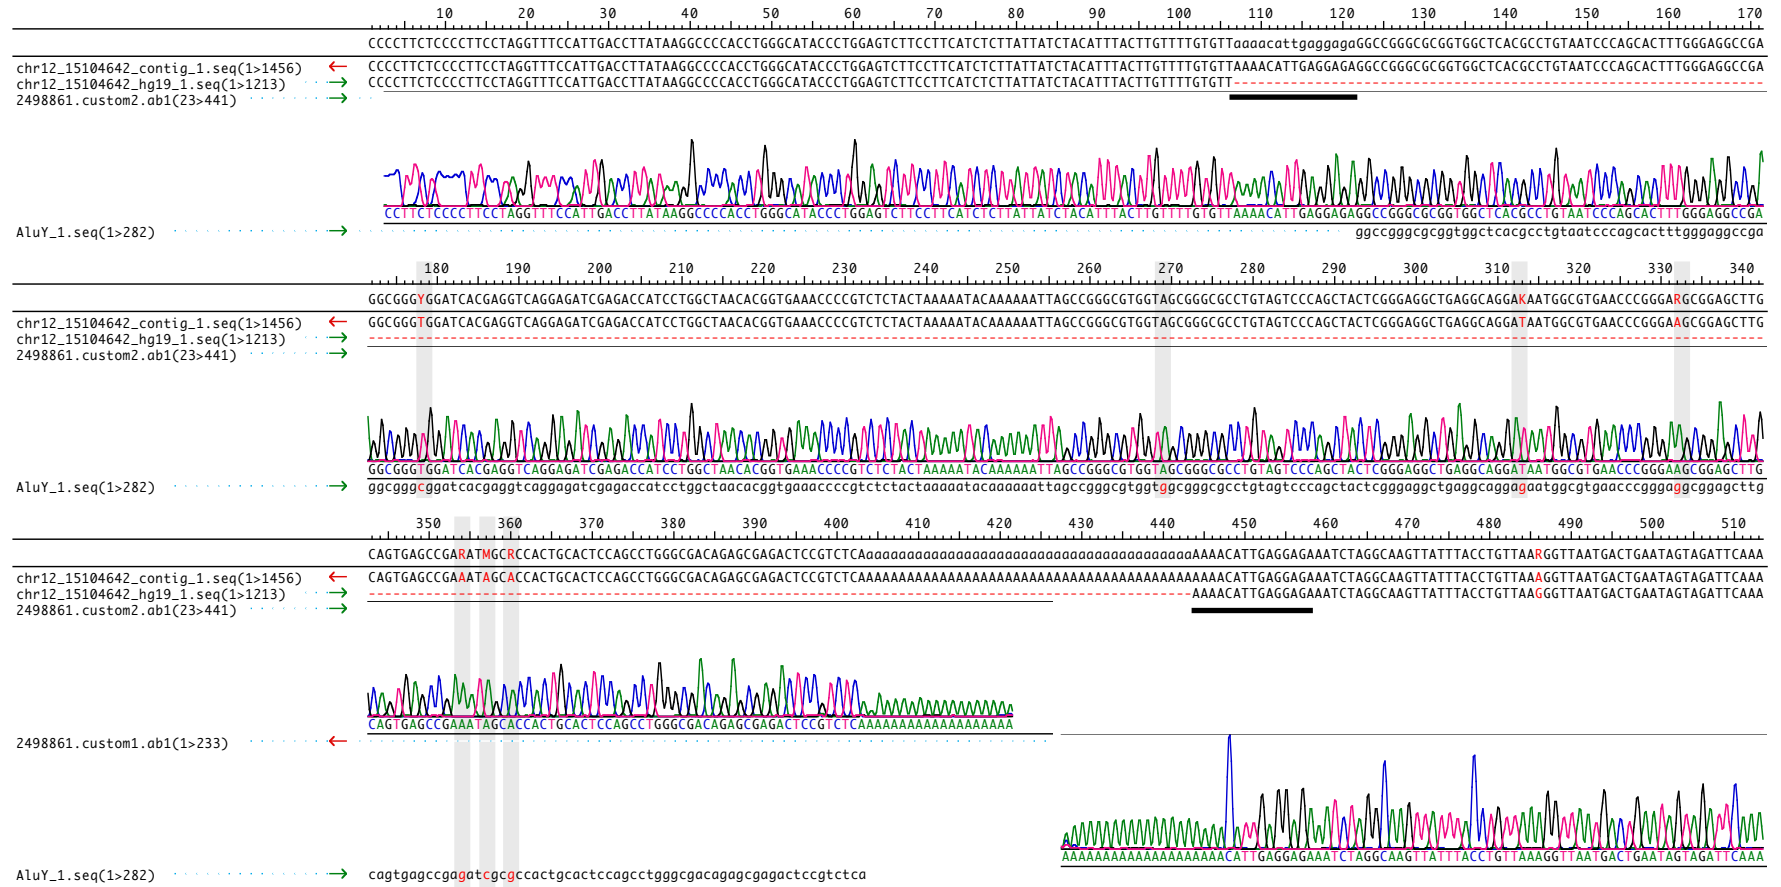 10 20 30 40 50 60 70 80 90 100 110 120 130 140 150 160 170
CCCCTTCTCCCCTTCCTAGGTTTCCATTGACCTTATAAGGCCCCACCTGGGCATACCCTGGAGTCTTCCTTCATCTCTTATTATCTACATTTACTTGTTTTGTGTTaaaacattgaggagaGGCCGGGCGCGGTGGCTCACGCCTGTAATCCCAGCACTTTGGGAGGCCGA
chr12_15104642_contig_1.seq(1>1456) CCCCTTCTCCCCTTCCTAGGTTTCCATTGACCTTATAAGGCCCCACCTGGGCATACCCTGGAGTCTTCCTTCATCTCTTATTATCTACATTTACTTGTTTTGTGTTAAAACATTGAGGAGAGGCCGGGCGCGGTGGCTCACGCCTGTAATCCCAGCACTTTGGGAGGCCGA
chr12_15104642_hg19_1.seq(1>1213) CCCCTTCTCCCCTTCCTAGGTTTCCATTGACCTTATAAGGCCCCACCTGGGCATACCCTGGAGTCTTCCTTCATCTCTTATTATCTACATTTACTTGTTTTGTGTT
2498861.custom2.ab1(23>441)
CCTTCTCCCCTTCCTAGGTTTCCATTGACCTTATAAGGCCCCACCTGGGCATACCCTGGAGTCTTCCTTCATCTCTTATTATCTACATTTACTTGTTTTGTGTTAAAACATTGAGGAGAGGCCGGGCGCGGTGGCTCACGCCTGTAATCCCAGCACTTTGGGAGGCCGA
AluY_1.seq(1>282) ggccgggcgcggtggctcacgcctgtaatcccagcactttgggaggccga
180 190 200 210 220 230 240 250 260 270 280 290 300 310 320 330 340
GGCGGGYGGATCACGAGGTCAGGAGATCGAGACCATCCTGGCTAACACGGTGAAACCCCGTCTCTACTAAAAATACAAAAAATTAGCCGGGCGTGGTAGCGGGCGCCTGTAGTCCCAGCTACTCGGGAGGCTGAGGCAGGAKAATGGCGTGAACCCGGGARGCGGAGCTTG
chr12_15104642_contig_1.seq(1>1456) GGCGGGTGGATCACGAGGTCAGGAGATCGAGACCATCCTGGCTAACACGGTGAAACCCCGTCTCTACTAAAAATACAAAAAATTAGCCGGGCGTGGTAGCGGGCGCCTGTAGTCCCAGCTACTCGGGAGGCTGAGGCAGGATAATGGCGTGAACCCGGGAAGCGGAGCTTG
chr12_15104642_hg19_1.seq(1>1213)
2498861.custom2.ab1(23>441)
GGCGGGTGGATCACGAGGTCAGGAGATCGAGACCATCCTGGCTAACACGGTGAAACCCCGTCTCTACTAAAAATACAAAAAATTAGCCGGGCGTGGTAGCGGGCGCCTGTAGTCCCAGCTACTCGGGAGGCTGAGGCAGGATAATGGCGTGAACCCGGGAAGCGGAGCTTG
AluY_1.seq(1>282) ggcgggcggatcacgaggtcaggagatcgagaccatcctggctaacacggtgaaaccccgtctctactaaaaatacaaaaaattagccgggcgtggtggcgggcgcctgtagtcccagctactcgggaggctgaggcaggagaatggcgtgaacccgggaggcggagcttg
350 360 370 380 390 400 410 420 430 440 450 460 470 480 490 500 510
CAGTGAGCCGARATMGCRCCACTGCACTCCAGCCTGGGCGACAGAGCGAGACTCCGTCTCAaaaaaaaaaaaaaaaaaaaaaaaaaaaaaaaaaaaaaaaaAAAACATTGAGGAGAAATCTAGGCAAGTTATTTACCTGTTAARGGTTAATGACTGAATAGTAGATTCAAA
chr12_15104642_contig_1.seq(1>1456) CAGTGAGCCGAAATAGCACCACTGCACTCCAGCCTGGGCGACAGAGCGAGACTCCGTCTCAAAAAAAAAAAAAAAAAAAAAAAAAAAAAAAAAAAAAAAAAAAAACATTGAGGAGAAATCTAGGCAAGTTATTTACCTGTTAAAGGTTAATGACTGAATAGTAGATTCAAA
chr12_15104642_hg19_1.seq(1>1213) AAAACATTGAGGAGAAATCTAGGCAAGTTATTTACCTGTTAAGGGTTAATGACTGAATAGTAGATTCAAA
2498861.custom2.ab1(23>441)
CAGTGAGCCGAAATAGCACCACTGCACTCCAGCCTGGGCGACAGAGCGAGACTCCGTCTCAAAAAAAAAAAAAAAAAAA
2498861.custom1.ab1(1>233)
AAAAAAAAAAAAAAAAAAAACATTGAGGAGAAATCTAGGCAAGTTATTTACCTGTTAAAGGTTAATGACTGAATAGTAGATTCAAA
AluY_1.seq(1>282) cagtgagccgagatcgcgccactgcactccagcctgggcgacagagcgagactccgtctca